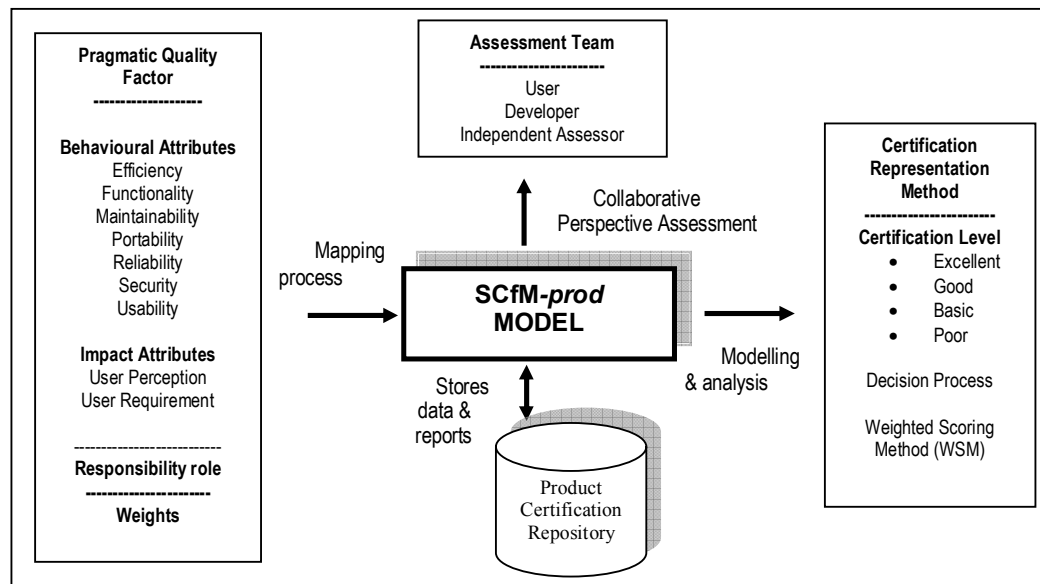 Pragmatic Quality
Factor
--------------------
Behavioural Attributes
Efficiency
Functionality
Maintainability
Portability
Reliability
Security
Usability
Impact Attributes
User Perception
User Requirement
----------------------------
Responsibility role
-----------------------
Weights
Mapping
process
Assessment Team
-----------------------
User
Developer
Independent Assessor
Collaborative
Perspective Assessment
SCfM-prod
MODEL
Stores
data &
reports
Product
Certification
Repository
Modelling
& analysis
Certification
Representation
Method
------------------------
Certification Level
• Excellent
• Good
• Basic
• Poor
Decision Process
Weighted Scoring
Method (WSM)